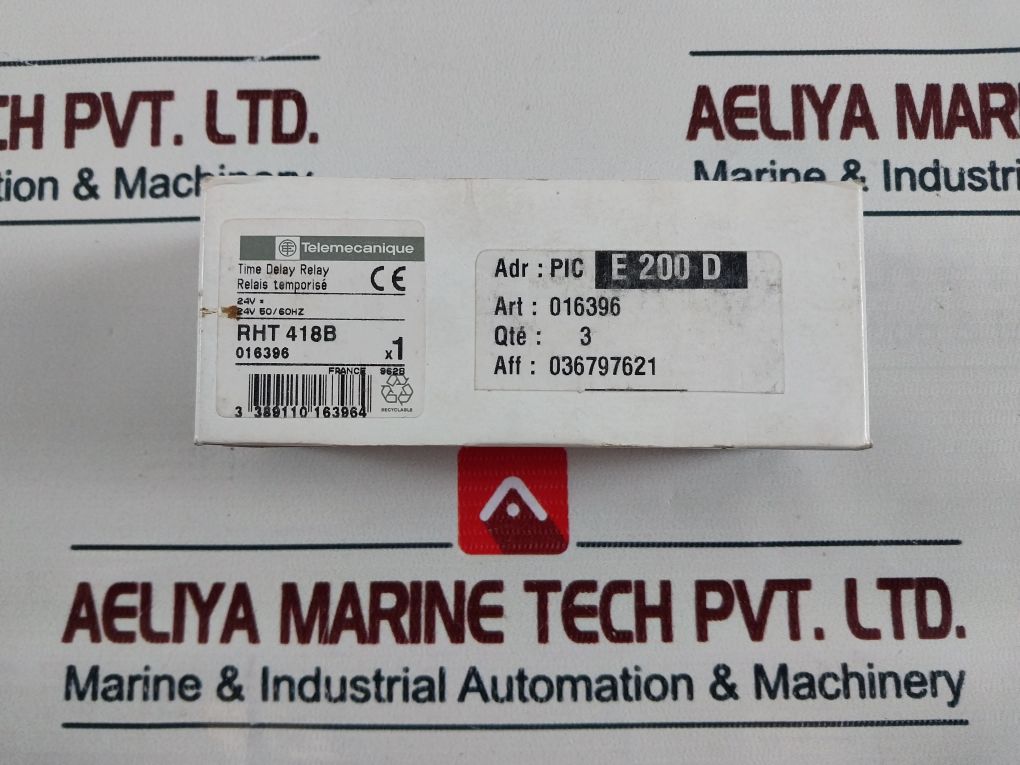 CH PVT. LTD.
tion & Machinery
AELIYA MARI
Marine & Industri
Telemecanique
Time Delay Relay
Relais temporisé
CE
24V =
24V 50/60HZ
RHT 418B
016396
x1
FRANCE 962B
3 389110 163964
RECYCLABLE
Adr : PIC E 200 D
Art : 016396
Qté : 3
Aff : 036797621
AELIYA MARINE TECH PVT. LTD.
Marine & Industrial Automation & Machinery